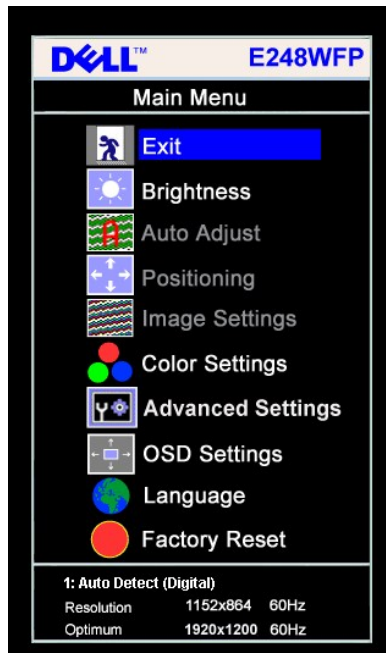 DELL™ E248WFP
Main Menu
Exit
Brightness
Auto Adjust
Positioning
Image Settings
Color Settings
Advanced Settings
OSD Settings
Language
Factory Reset
1: Auto Detect (Digital)
Resolution 1152x864 60Hz
Optimum 1920x1200 60Hz